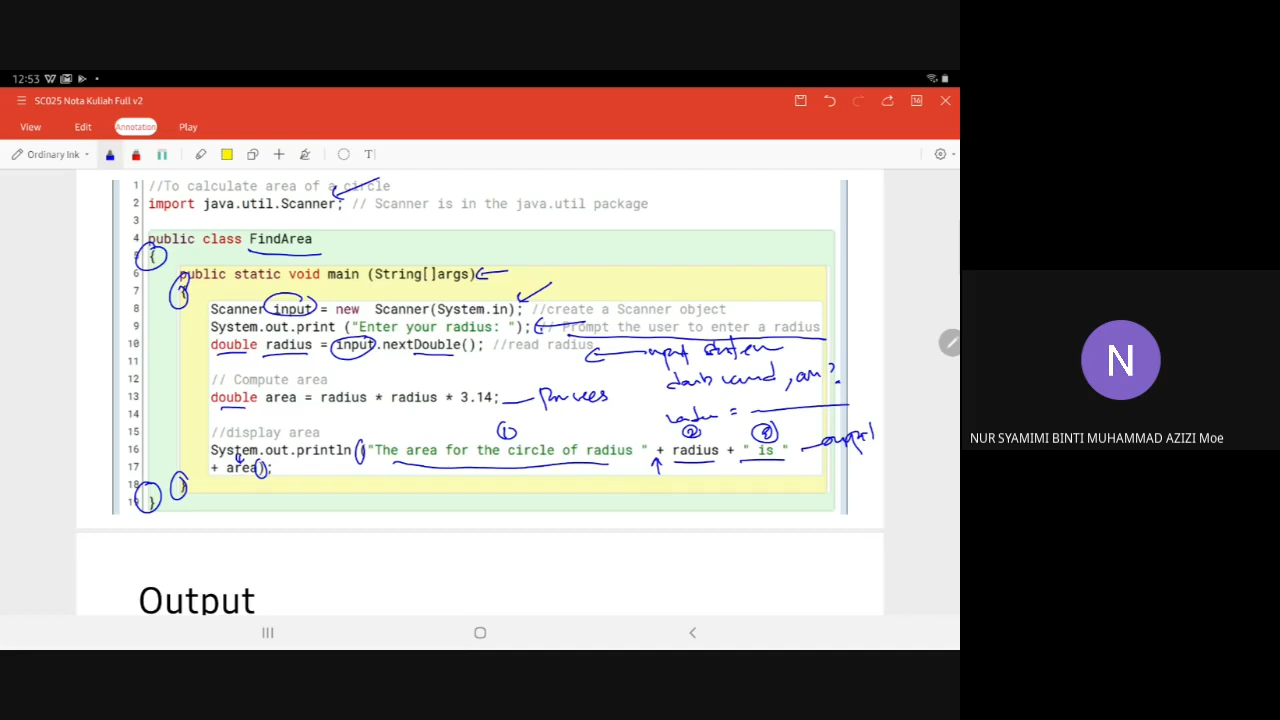 12:53
SC025 Nota Kuliah Full v2
16
View Edit Annotation Play
Ordinary Ink T
1 //To calculate area of a circle
2 import java.util.Scanner; // Scanner is in the java.util package
3
4 public class FindArea
5 {
6 public static void main (String[]args)
7 {
8 Scanner input = new Scanner(System.in); //create a Scanner object
9 System.out.print ("Enter your radius: "); // Prompt the user to enter a radius
10 double radius = input.nextDouble(); //read radius
11 input
12 // Compute area
13 double area = radius * radius * 3.14; Process
14
15 //display area ① ②
16 System.out.println ("The area for the circle of radius " + radius + " is " output
17 + area);
18 }
19 }
Output
N
NUR SYAMIMI BINTI MUHAMMAD AZIZI Moe